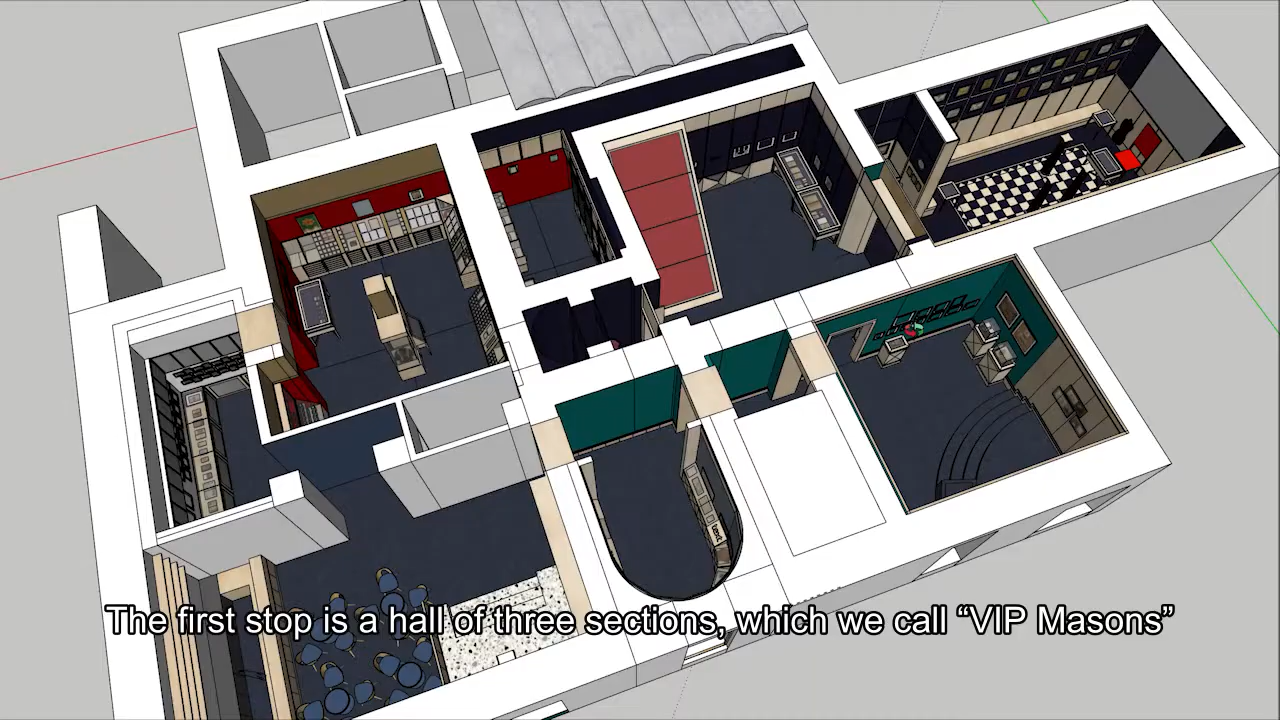 The first stop is a hall of three sections, which we call “VIP Masons”